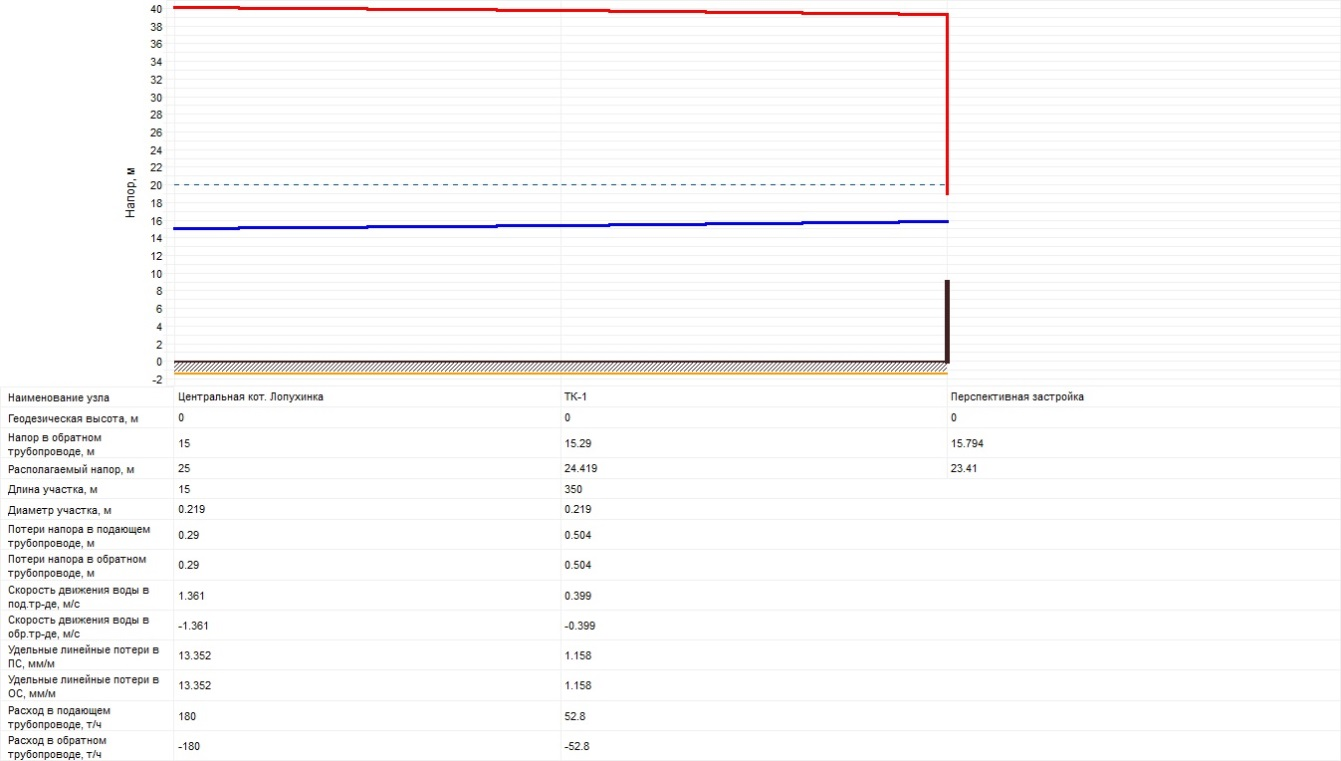 40
38
36
34
32
30
28
26
24
22
20
18
16
14
12
10
8
6
4
2
0
-2
Напор, м
Наименование узла Центральная кот. Лопухинка ТК-1 Перспективная застройка
Геодезическая высота, м 0 0 0
Напор в обратном
трубопроводе, м 15 15.29 15.794
Располагаемый напор, м 25 24.419 23.41
Длина участка, м 15 350
Диаметр участка, м 0.219 0.219
Потери напора в подающем
трубопроводе, м 0.29 0.504
Потери напора в обратном
трубопроводе, м 0.29 0.504
Скорость движения воды в
под.тр-де, м/с 1.361 0.399
Скорость движения воды в
обр.тр-де, м/с -1.361 -0.399
Удельные линейные потери в
ПС, мм/м 13.352 1.158
Удельные линейные потери в
ОС, мм/м 13.352 1.158
Расход в подающем
трубопроводе, т/ч 180 52.8
Расход в обратном
трубопроводе, т/ч -180 -52.8